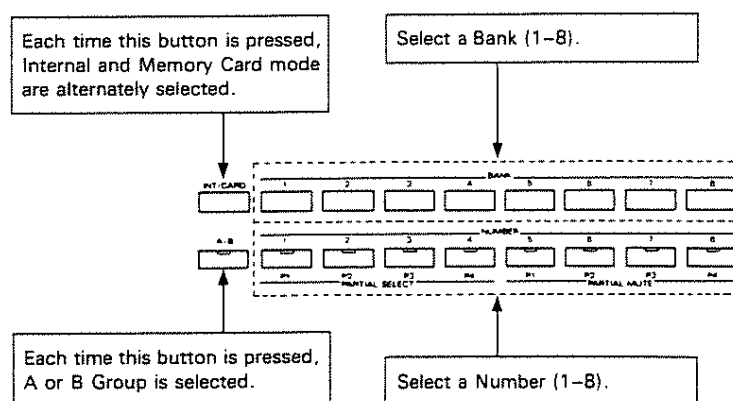 Each time this button is pressed,
Internal and Memory Card mode
are alternately selected.
Select a Bank (1–8).
BANK
INT/CARD
1 2 3 4 5 6 7 8
NUMBER
A-B
1 2 3 4 5 6 7 8
P1 P2 P3 P4 P1 P2 P3 P4
PARTIAL SELECT PARTIAL MUTE
Each time this button is pressed,
A or B Group is selected.
Select a Number (1–8).